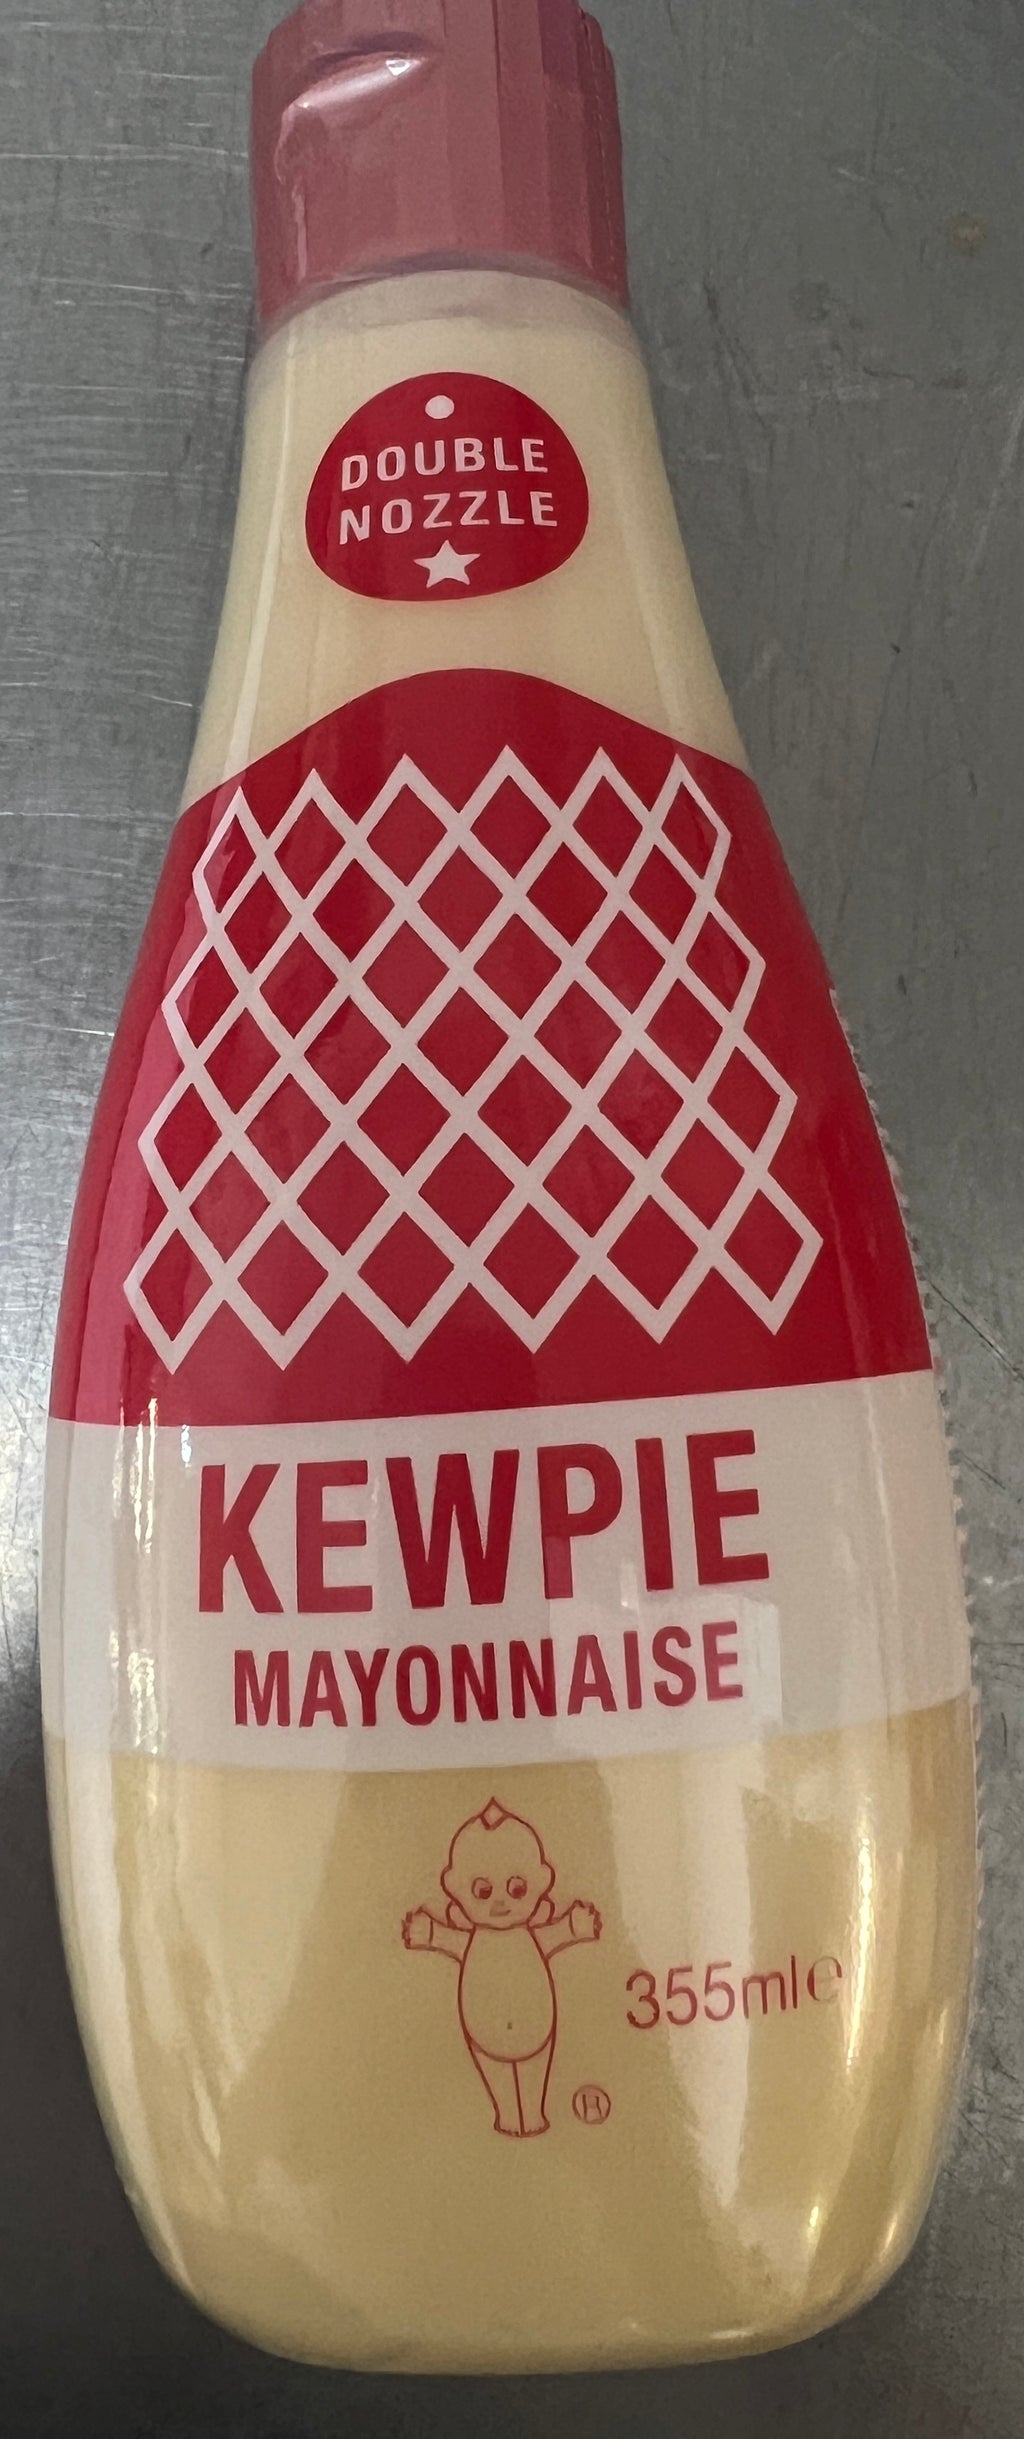 DOUBLE
NOZZLE
KEWPIE
MAYONNAISE
355ml℮
®